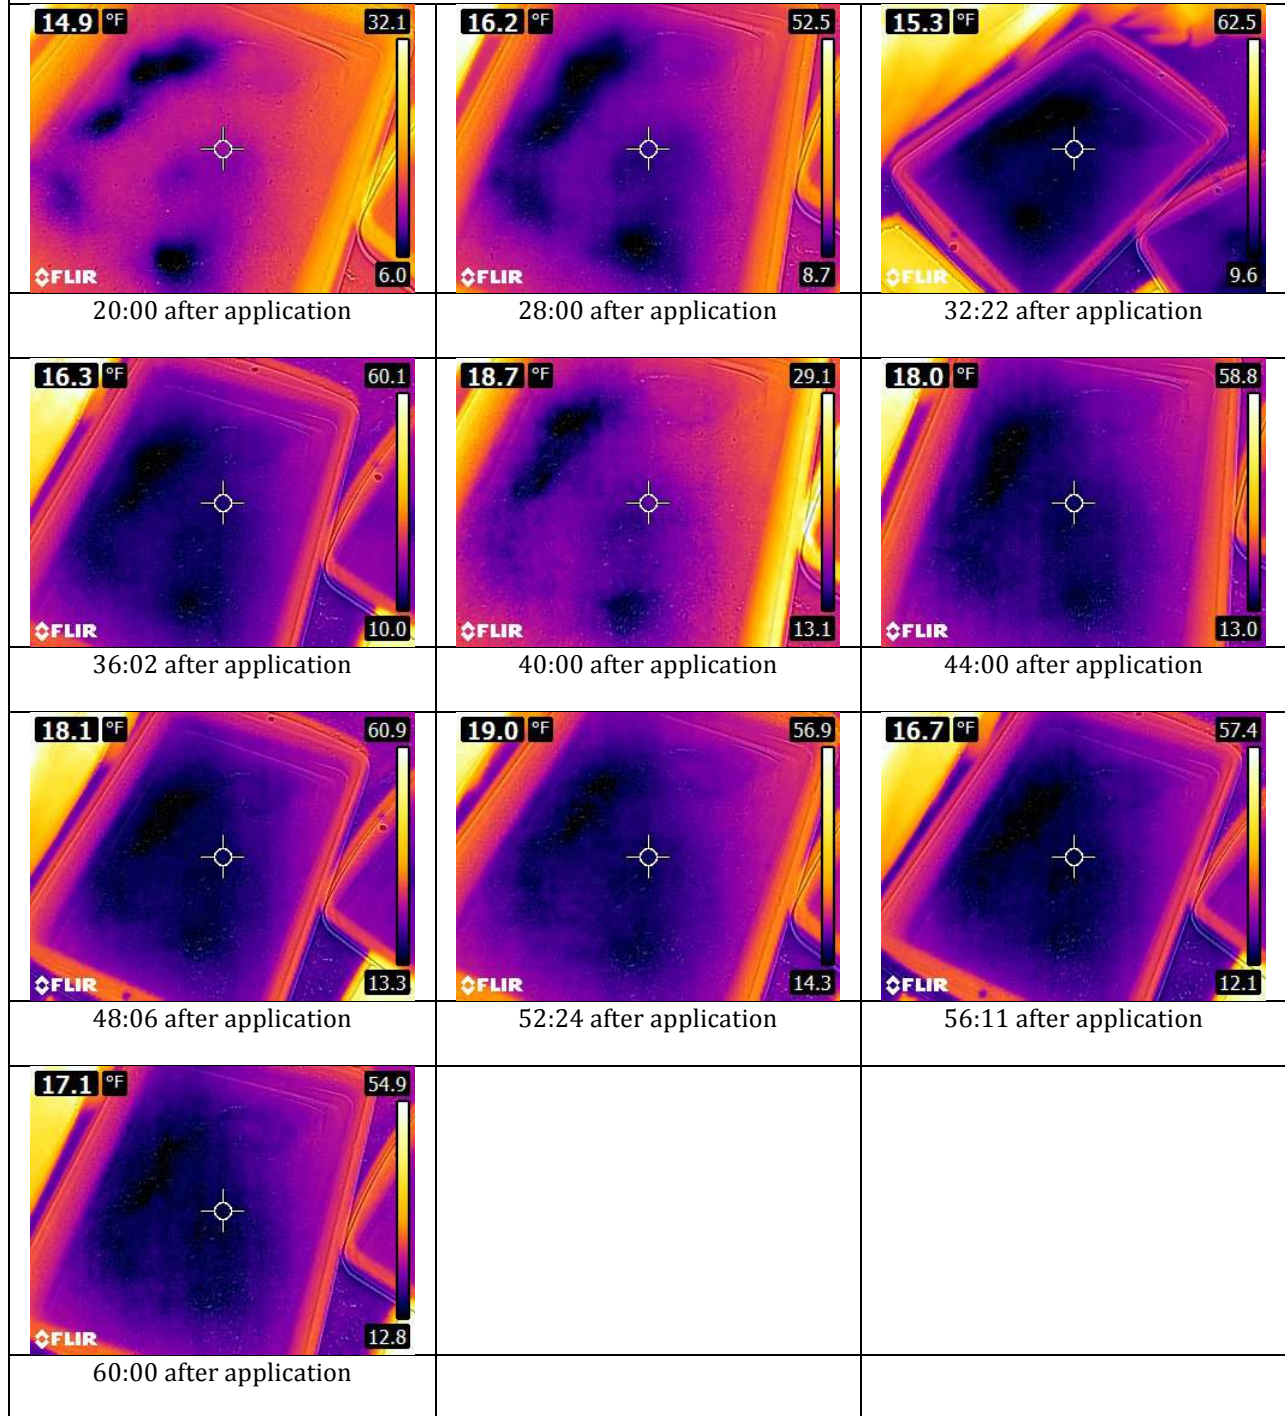 14.9 °F 32.1
6.0
FLIR
20:00 after application
16.2 °F 52.5
8.7
FLIR
28:00 after application
15.3 °F 62.5
9.6
FLIR
32:22 after application
16.3 °F 60.1
10.0
FLIR
36:02 after application
18.7 °F 29.1
13.1
FLIR
40:00 after application
18.0 °F 58.8
13.0
FLIR
44:00 after application
18.1 °F 60.9
13.3
FLIR
48:06 after application
19.0 °F 56.9
14.3
FLIR
52:24 after application
16.7 °F 57.4
12.1
FLIR
56:11 after application
17.1 °F 54.9
12.8
FLIR
60:00 after application